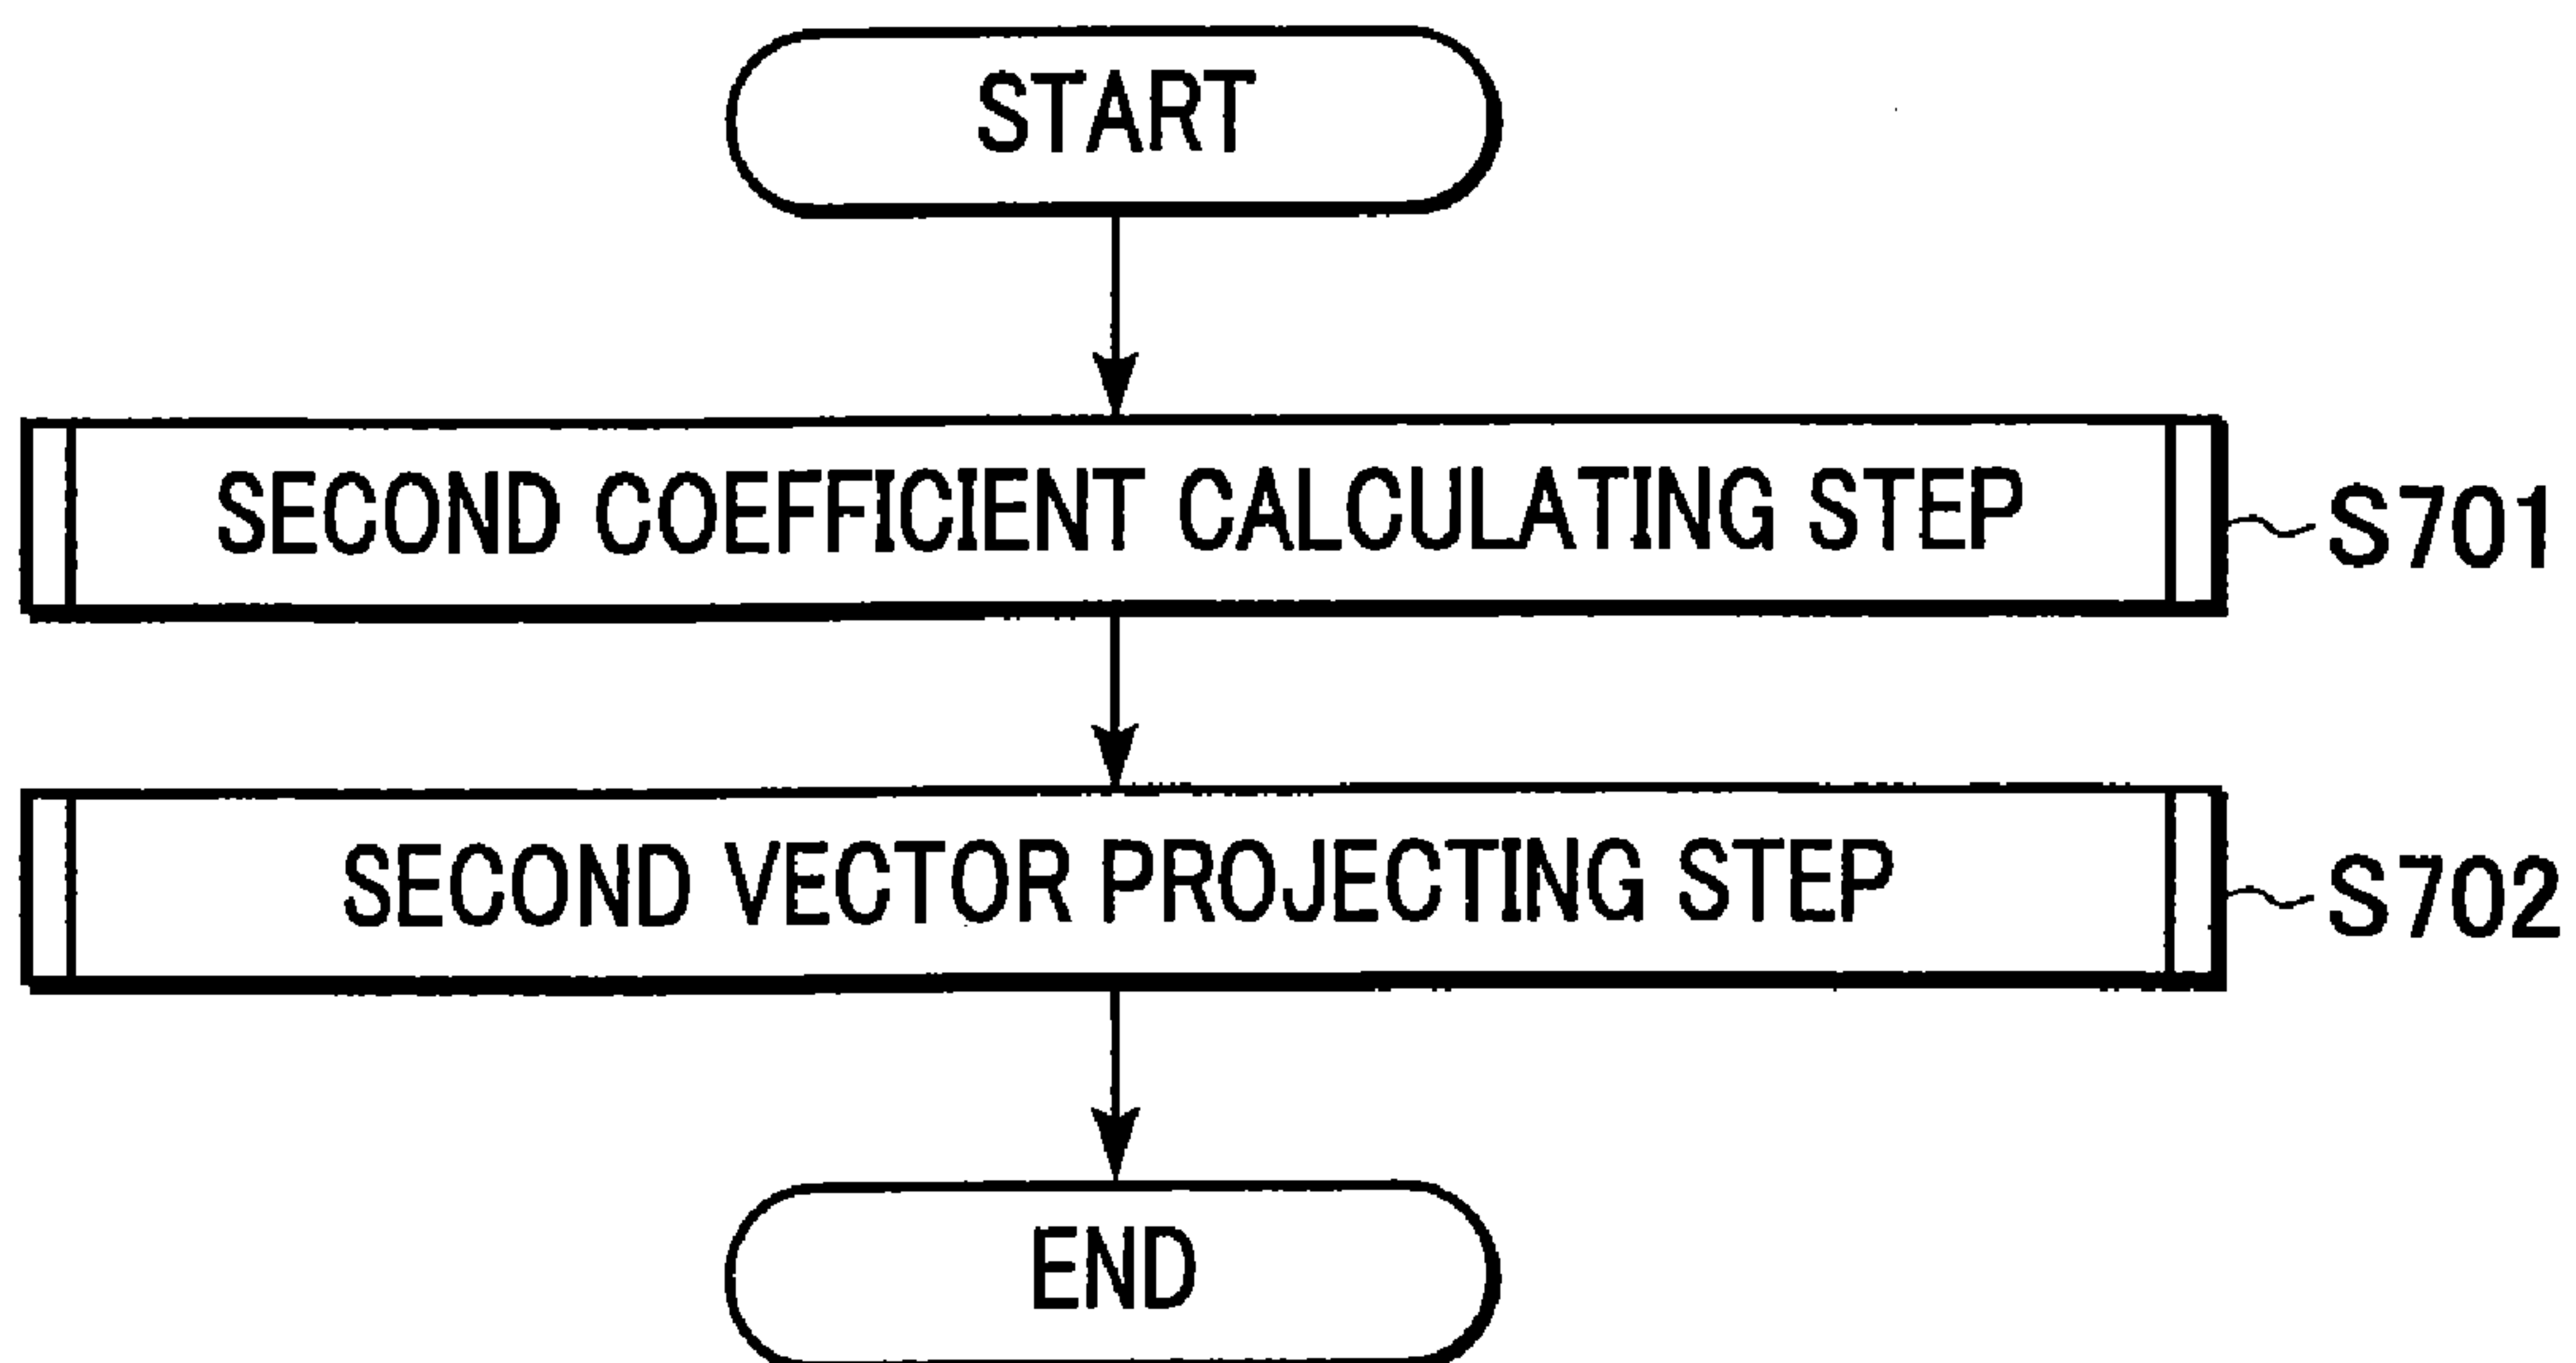 START
SECOND COEFFICIENT CALCULATING STEP
S701
SECOND VECTOR PROJECTING STEP
S702
END